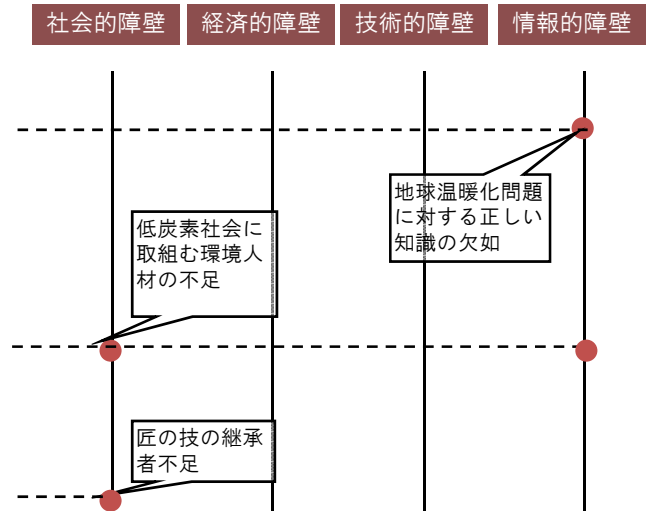 社会的障壁
経済的障壁
技術的障壁
情報的障壁
地球温暖化問題
に対する正しい
知識の欠如
低炭素社会に
取組む環境人
材の不足
匠の技の継承
者不足